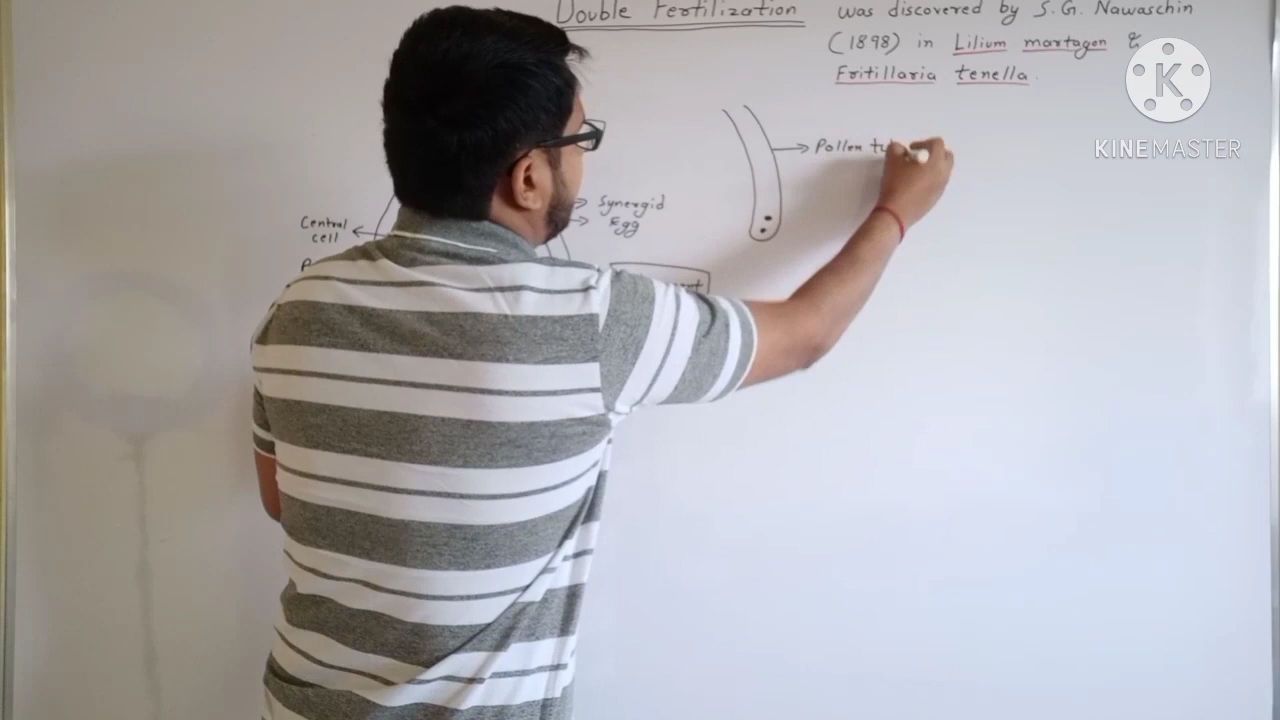 Double Fertilization
was discovered by S.G. Nawaschin
(1898) in Lilium martagon &
Fritillaria tenella.
KINEMASTER
Pollen tu
Synergid
Egg
Central
cell